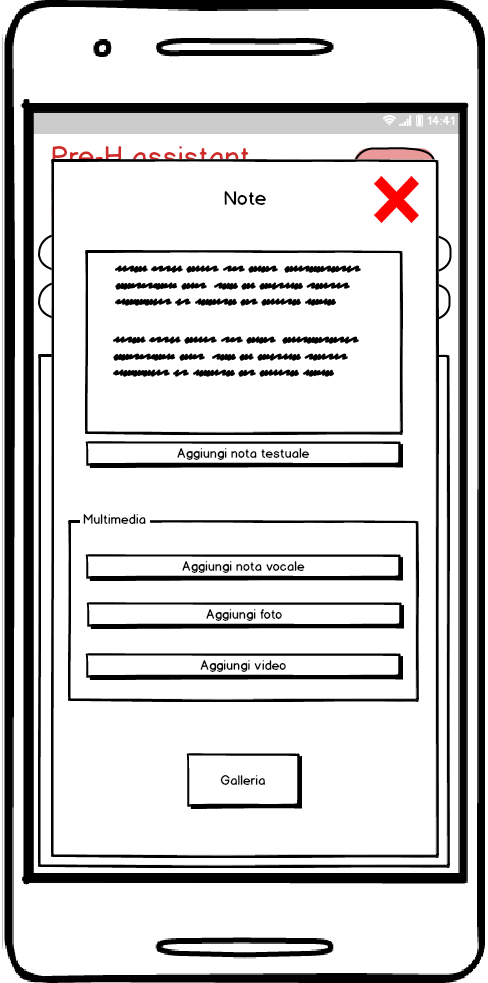 14:41
Pre-H assistant
Note
Aggiungi nota testuale
Multimedia
Aggiungi nota vocale
Aggiungi foto
Aggiungi video
Galleria